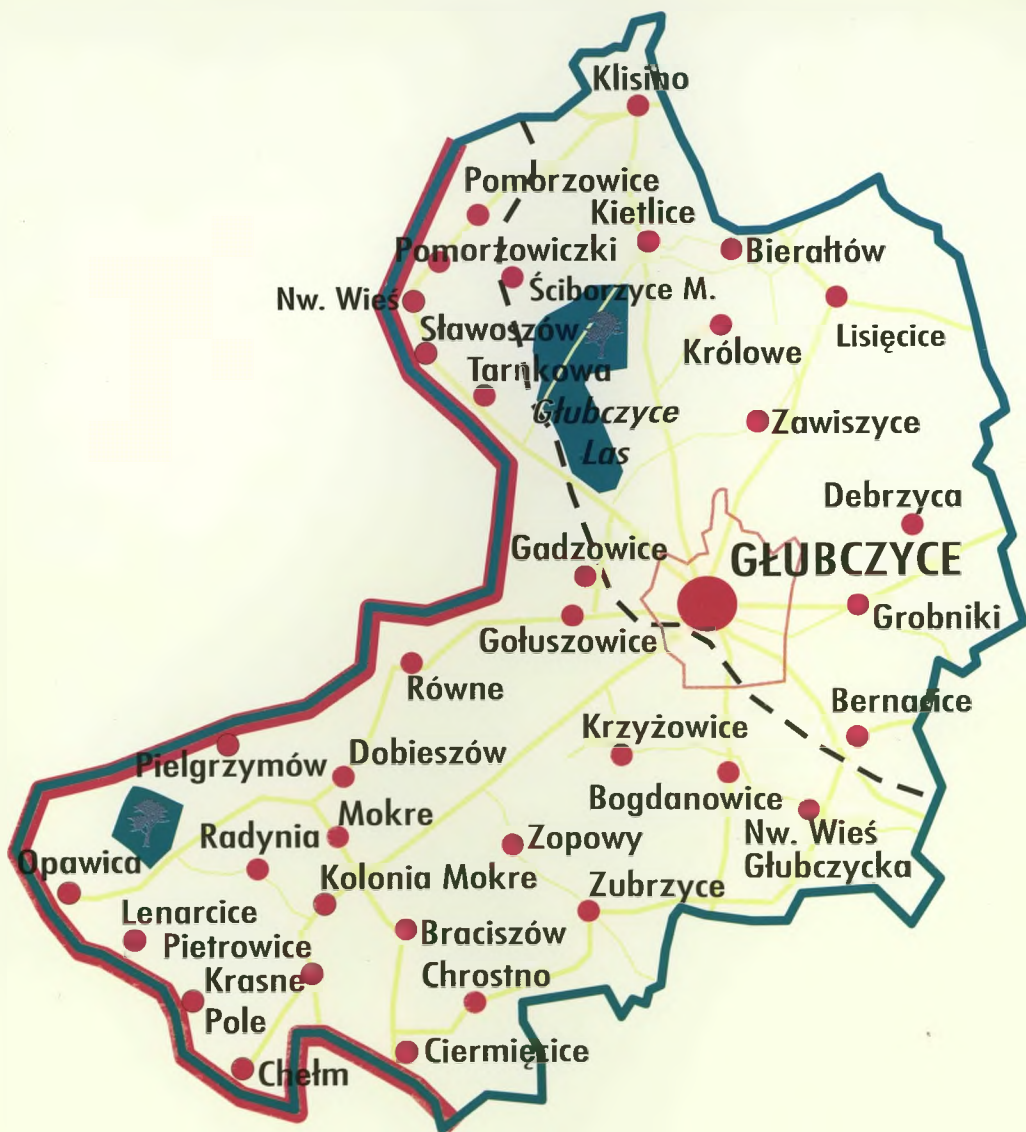 Klisino
Pomorzowice
Kietlice
Pomorzowiczki
Bierałtów
Nw. Wieś
Ściborzyce M.
Sławoszów
Królowe
Lisięcice
Tarnkowa
Głubczyce
Las
Zawiszyce
Debrzyca
Gadzowice
GŁUBCZYCE
Gołuszowice
Grobniki
Równe
Bernacice
Krzyżowice
Pielgrzymów
Dobieszów
Bogdanowice
Mokre
Nw. Wieś
Głubczycka
Radynia
Zopowy
Opawica
Kolonia Mokre
Zubrzyce
Lenarcice
Pietrowice
Braciszów
Krasne
Pole
Chrostno
Ciermięcice
Chełm